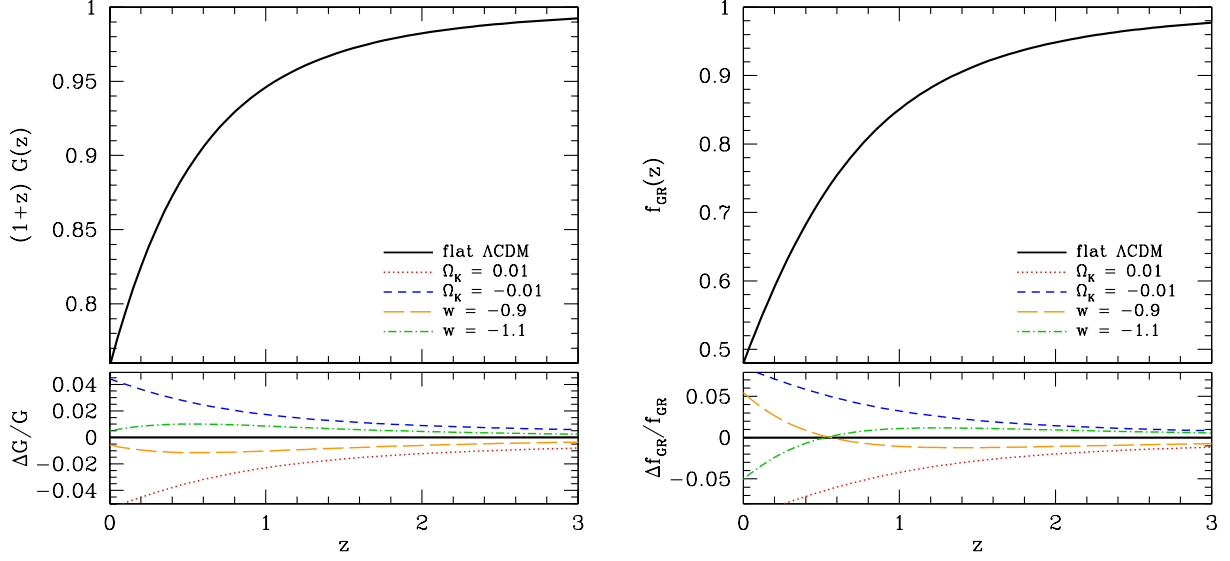 1
0.95
0.9
0.85
0.8
(1+z) G(z)
flat ΛCDM
Ω_K = 0.01
Ω_K = −0.01
w = −0.9
w = −1.1
0.04
0.02
0
−0.02
−0.04
ΔG/G
0 1 2 3
z
1
0.9
0.8
0.7
0.6
0.5
f_GR(z)
flat ΛCDM
Ω_K = 0.01
Ω_K = −0.01
w = −0.9
w = −1.1
0.05
0
−0.05
Δf_GR/f_GR
0 1 2 3
z